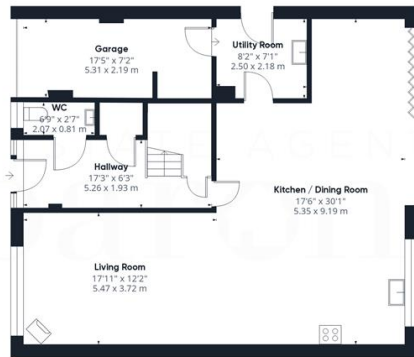 Garage
17'5" x 7'2"
5.31 x 2.19 m
Utility Room
8'2" x 7'1"
2.50 x 2.18 m
WC
6'9" x 2'7"
2.07 x 0.81 m
Hallway
17'3" x 6'3"
5.26 x 1.93 m
Kitchen / Dining Room
17'6" x 30'1"
5.35 x 9.19 m
Living Room
17'11" x 12'2"
5.47 x 3.72 m